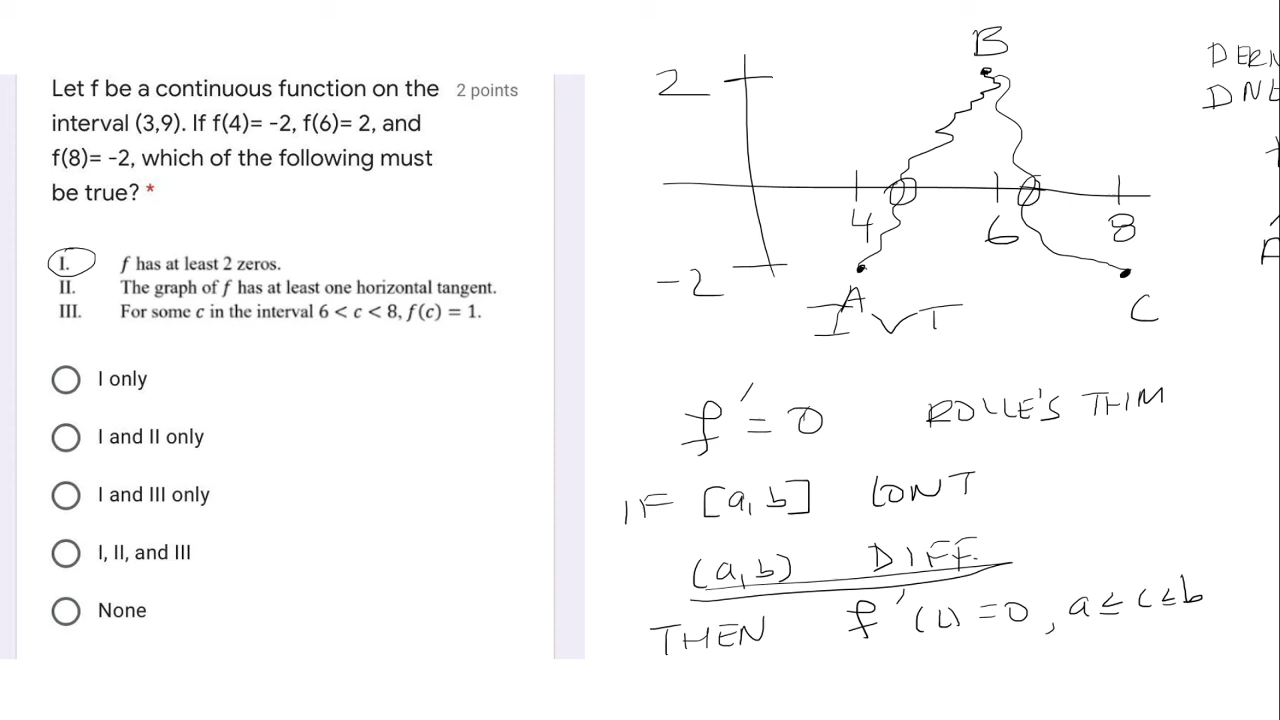 Let f be a continuous function on the 2 points
interval (3,9). If f(4)= -2, f(6)= 2, and
f(8)= -2, which of the following must
be true? *
I. f has at least 2 zeros.
II. The graph of f has at least one horizontal tangent.
III. For some c in the interval 6 < c < 8, f(c) = 1.
I only
I and II only
I and III only
I, II, and III
None
B
2
4 6 8
-2
A
C
IVT
f' = 0 ROLLE'S THM
IF [a, b] CONT
(a, b) DIFF.
THEN f'(c) = 0, a ≤ c ≤ b
DNE